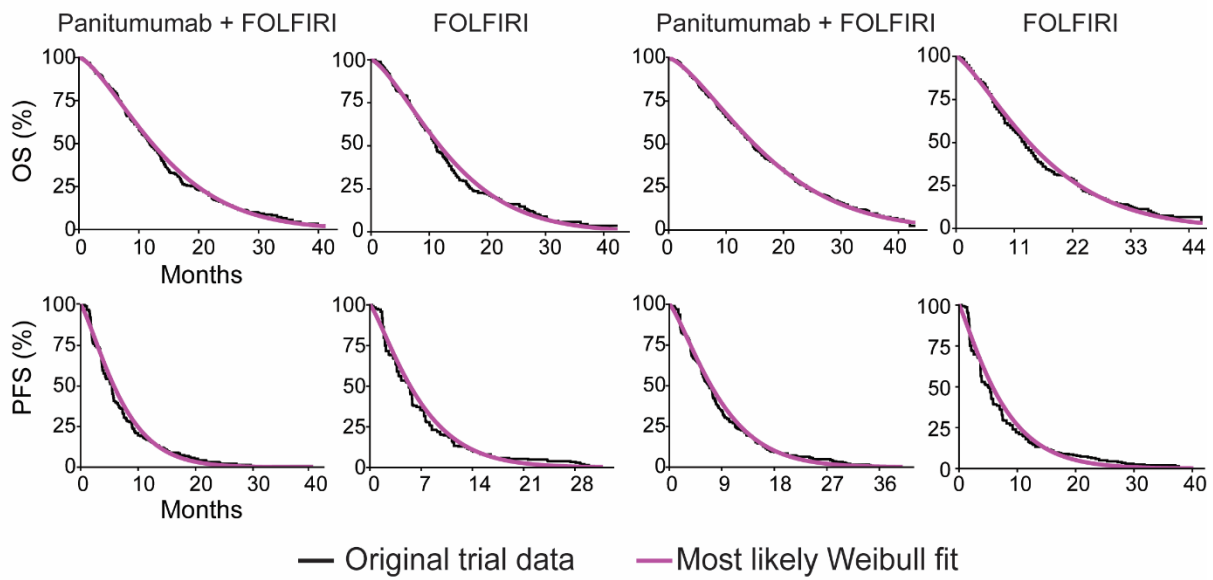 Panitumumab + FOLFIRI FOLFIRI Panitumumab + FOLFIRI FOLFIRI
OS (%)
100 100 100 100
75 75 75 75
50 50 50 50
25 25 25 25
0 0 0 0
0 10 20 30 40 0 10 20 30 40 0 10 20 30 40 0 11 22 33 44
Months
PFS (%)
100 100 100 100
75 75 75 75
50 50 50 50
25 25 25 25
0 0 0 0
0 10 20 30 40 0 7 14 21 28 0 9 18 27 36 0 10 20 30 40
Months
Original trial data Most likely Weibull fit